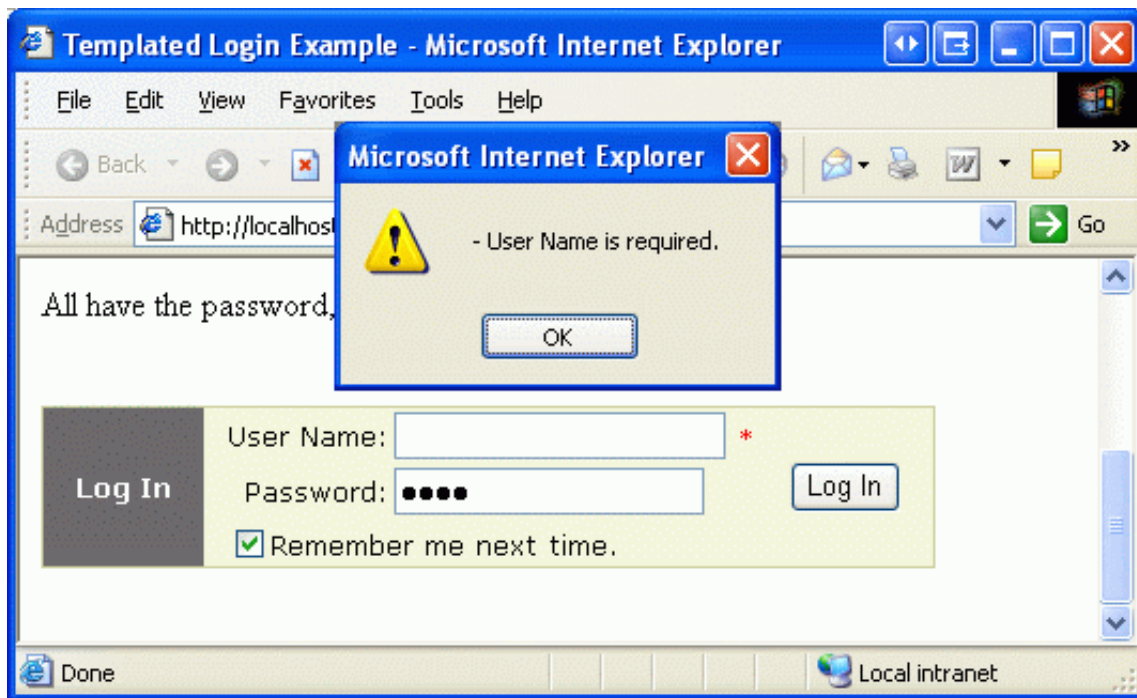 Templated Login Example - Microsoft Internet Explorer
File Edit View Favorites Tools Help
Back
Microsoft Internet Explorer
- User Name is required.
OK
Address http://localhost
Go
All have the password,
Log In
User Name: *
Password: ●●●●
Remember me next time.
Log In
Done
Local intranet